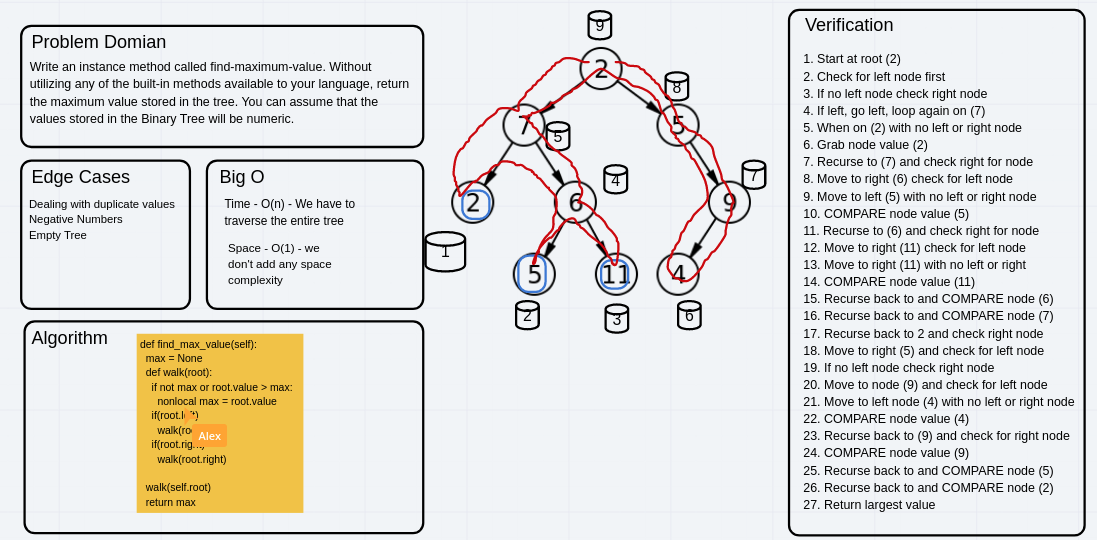 Problem Domian
Write an instance method called find-maximum-value. Without
utilizing any of the built-in methods available to your language, return
the maximum value stored in the tree. You can assume that the
values stored in the Binary Tree will be numeric.
Edge Cases
Dealing with duplicate values
Negative Numbers
Empty Tree
Big O
Time - O(n) - We have to
traverse the entire tree
Space - O(1) - we
don't add any space
complexity
Algorithm
def find_max_value(self):
max = None
def walk(root):
if not max or root.value > max:
nonlocal max = root.value
if(root.left)
walk(ro
Alex
if(root.right)
walk(root.right)
walk(self.root)
return max
9
2
8
7
5
5
2
6
4
9
7
1
5
11
4
2
3
6
Verification
1. Start at root (2)
2. Check for left node first
3. If no left node check right node
4. If left, go left, loop again on (7)
5. When on (2) with no left or right node
6. Grab node value (2)
7. Recurse to (7) and check right for node
8. Move to right (6) check for left node
9. Move to left (5) with no left or right node
10. COMPARE node value (5)
11. Recurse to (6) and check right for node
12. Move to right (11) check for left node
13. Move to right (11) with no left or right
14. COMPARE node value (11)
15. Recurse back to and COMPARE node (6)
16. Recurse back to and COMPARE node (7)
17. Recurse back to 2 and check right node
18. Move to right (5) and check for left node
19. If no left node check right node
20. Move to node (9) and check for left node
21. Move to left node (4) with no left or right node
22. COMPARE node value (4)
23. Recurse back to (9) and check for right node
24. COMPARE node value (9)
25. Recurse back to and COMPARE node (5)
26. Recurse back to and COMPARE node (2)
27. Return largest value